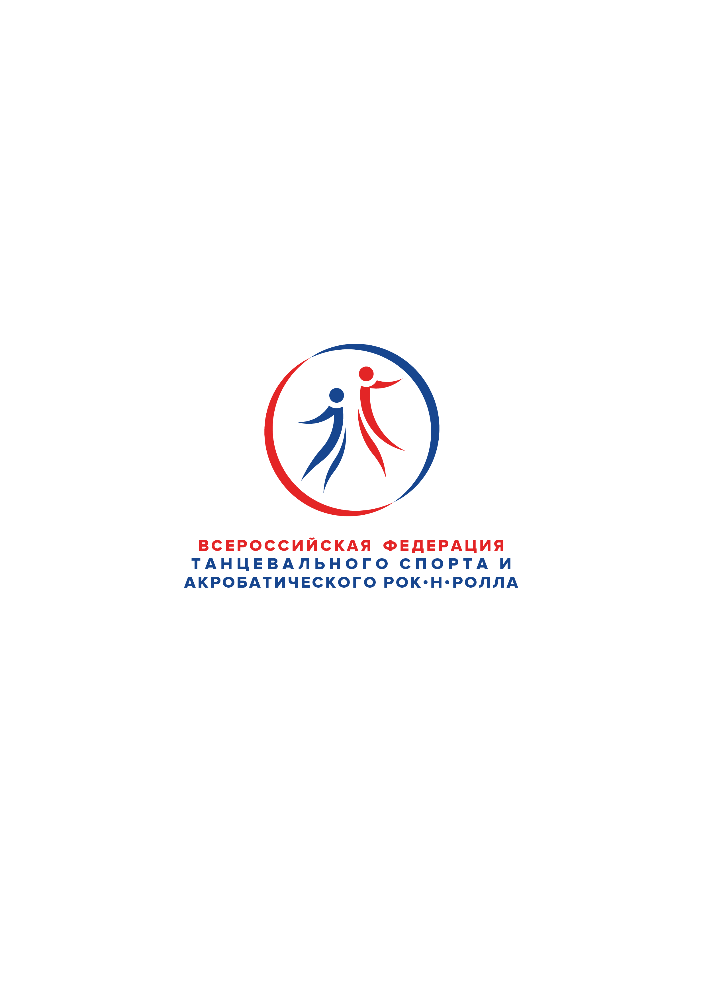 ВСЕРОССИЙСКАЯ ФЕДЕРАЦИЯ
ТАНЦЕВАЛЬНОГО СПОРТА И
АКРОБАТИЧЕСКОГО РОК•Н•РОЛЛА